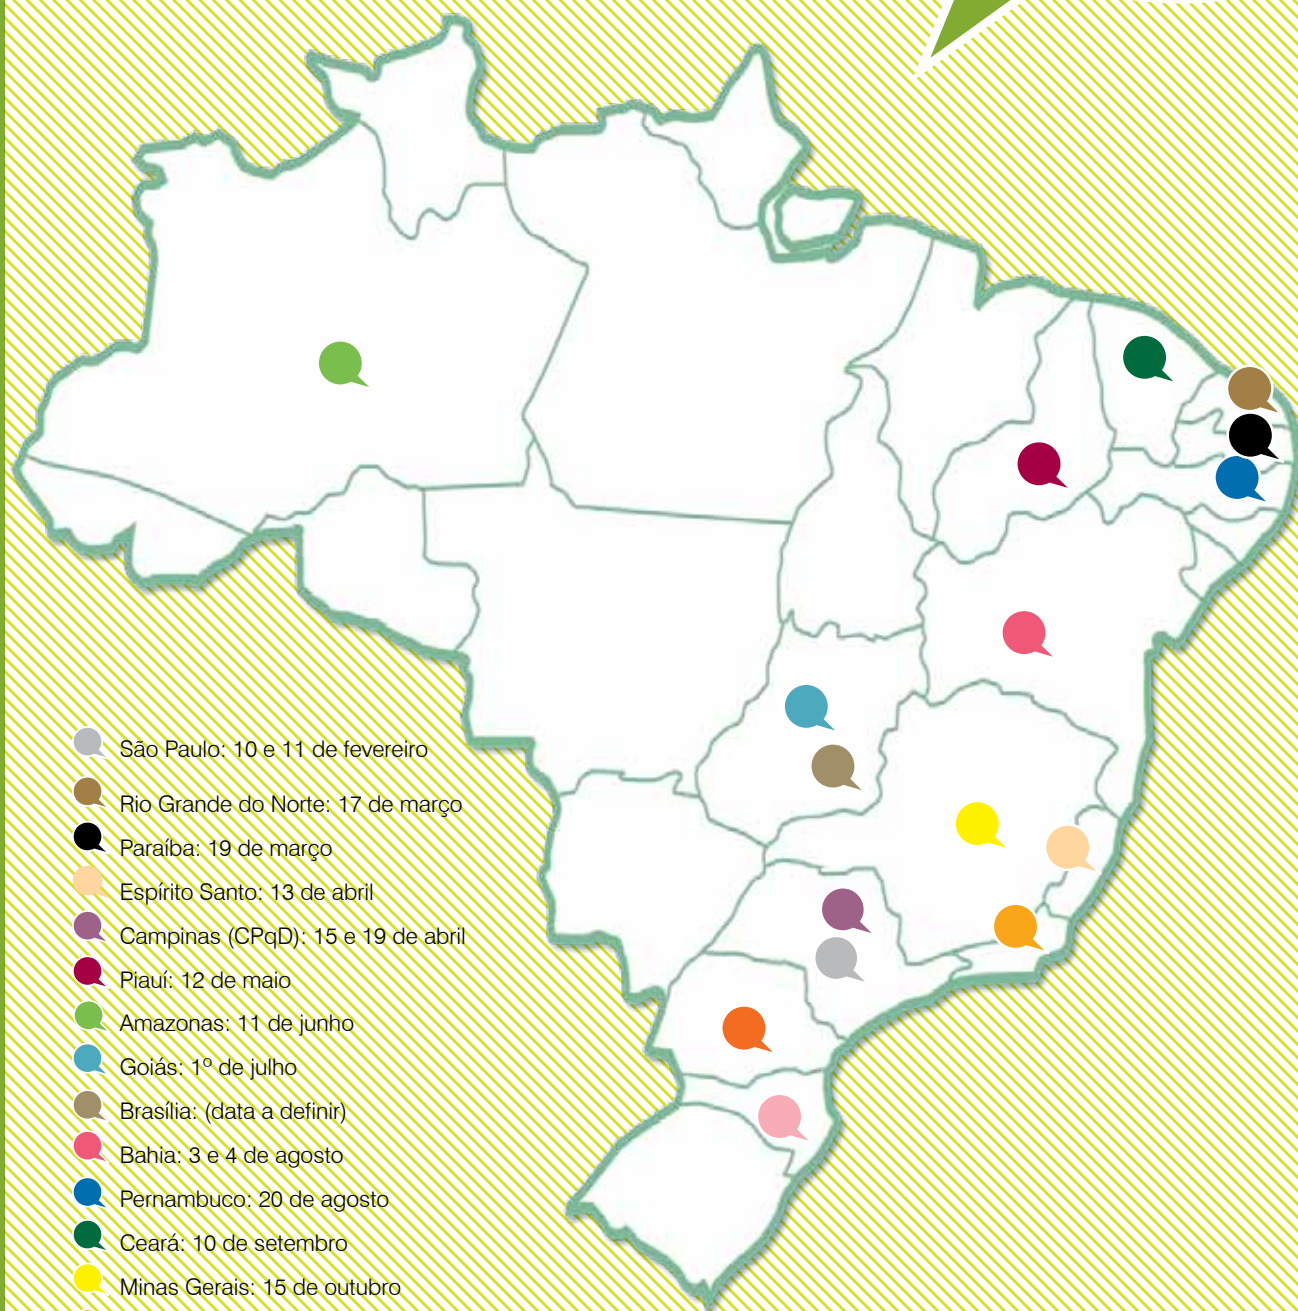 São Paulo: 10 e 11 de fevereiro
Rio Grande do Norte: 17 de março
Paraíba: 19 de março
Espírito Santo: 13 de abril
Campinas (CPqD): 15 e 19 de abril
Piauí: 12 de maio
Amazonas: 11 de junho
Goiás: 1º de julho
Brasília: (data a definir)
Bahia: 3 e 4 de agosto
Pernambuco: 20 de agosto
Ceará: 10 de setembro
Minas Gerais: 15 de outubro